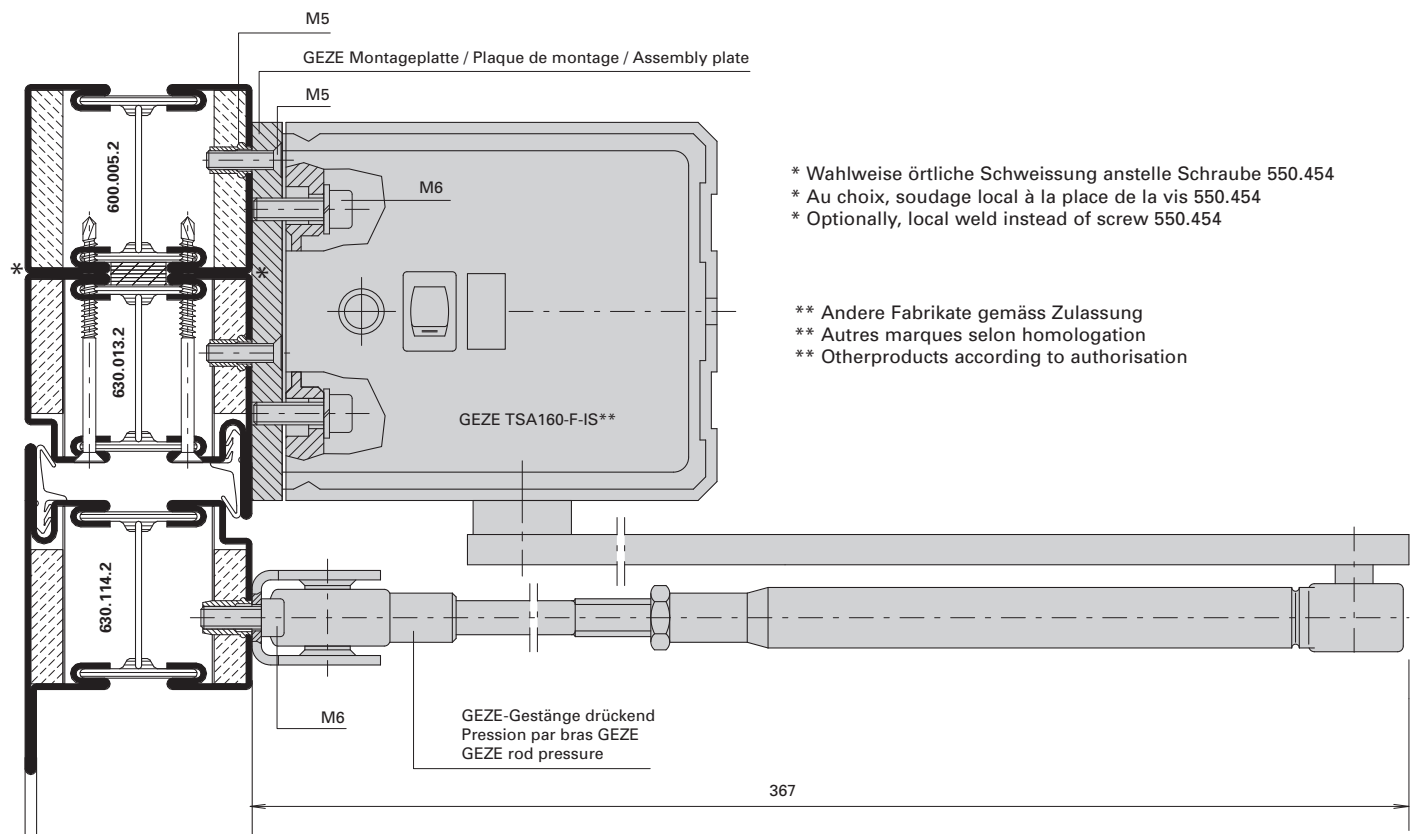 M5
GEZE Montageplatte / Plaque de montage / Assembly plate
M5
M6
600.005.2
* Wahlweise örtliche Schweissung anstelle Schraube 550.454
* Au choix, soudage local à la place de la vis 550.454
* Optionally, local weld instead of screw 550.454
*
*
630.013.2
** Andere Fabrikate gemäss Zulassung
** Autres marques selon homologation
** Otherproducts according to authorisation
GEZE TSA160-F-IS**
630.114.2
M6
GEZE-Gestänge drückend
Pression par bras GEZE
GEZE rod pressure
367